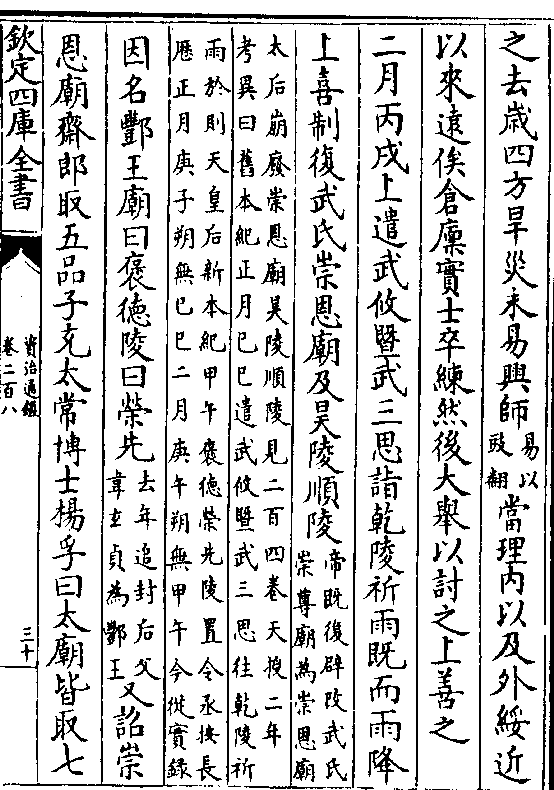 之去歳四方旱災未易興師易以豉翻當理内以及外綏近
以來逺俟倉廩實士卒練然後大舉以討之上善之
二月丙戌上遣武攸暨武三思詣乾陵祈雨既而雨降
上喜制復武氏崇恩廟及昊陵順陵帝既復辟改武氏崇尊廟為崇恩廟
太后崩廢崇恩廟昊陵順陵見二百四卷天授二年
考異曰舊本紀正月己巳遣武攸暨武三思往乾陵祈
雨於則天皇后新本紀甲午褒德榮先陵置令丞按長
厯正月庚子朔無己巳二月庚午朔無甲午今從實録
因名酆王廟曰褒徳陵曰榮先去年追封后父韋玄貞為酆王又詔崇
恩廟齋郎取五品子充太常博士楊孚曰太廟皆取七
欽定四庫全書
資治通鑑
卷二百八
三十